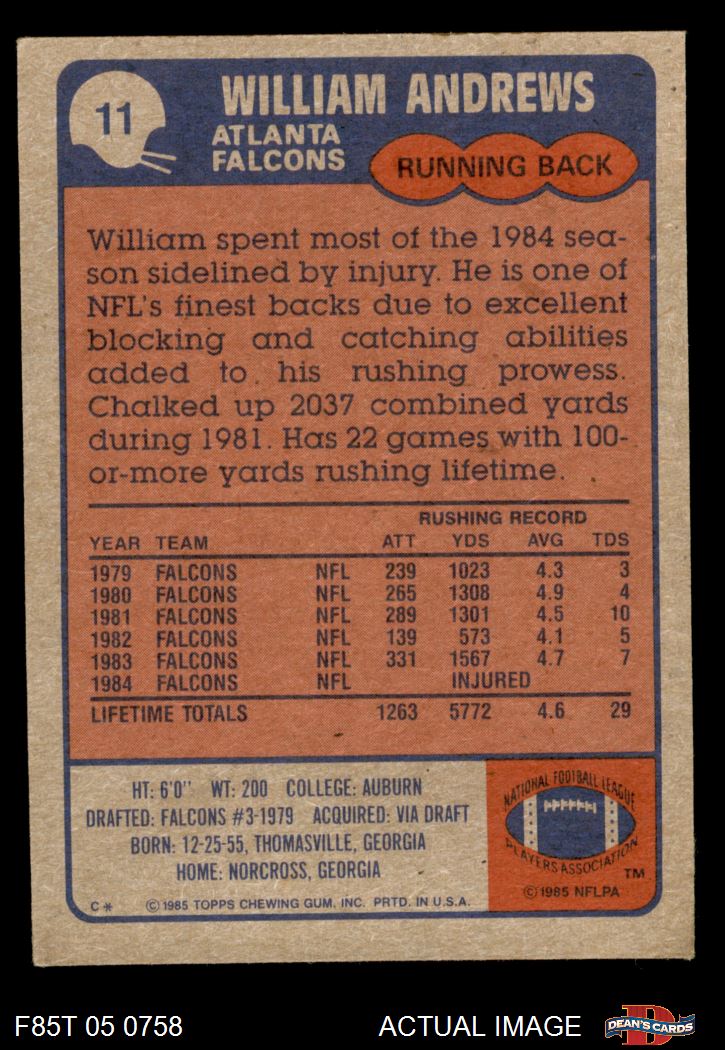 11
WILLIAM ANDREWS
ATLANTA
FALCONS
RUNNING BACK
William spent most of the 1984 sea-
son sidelined by injury. He is one of
NFL's finest backs due to excellent
blocking and catching abilities
added to his rushing prowess.
Chalked up 2037 combined yards
during 1981. Has 22 games with 100-
or-more yards rushing lifetime.
RUSHING RECORD
YEAR TEAM ATT YDS AVG TDS
1979 FALCONS NFL 239 1023 4.3 3
1980 FALCONS NFL 265 1308 4.9 4
1981 FALCONS NFL 289 1301 4.5 10
1982 FALCONS NFL 139 573 4.1 5
1983 FALCONS NFL 331 1567 4.7 7
1984 FALCONS NFL INJURED
LIFETIME TOTALS 1263 5772 4.6 29
HT: 6'0" WT: 200 COLLEGE: AUBURN
DRAFTED: FALCONS #3-1979 ACQUIRED: VIA DRAFT
BORN: 12-25-55, THOMASVILLE, GEORGIA
HOME: NORCROSS, GEORGIA
C* © 1985 TOPPS CHEWING GUM, INC. PRTD. IN U.S.A.
NATIONAL FOOTBALL LEAGUE
PLAYERS ASSOCIATION
TM
© 1985 NFLPA
F85T 05 0758
ACTUAL IMAGE
D
DEAN'S CARDS